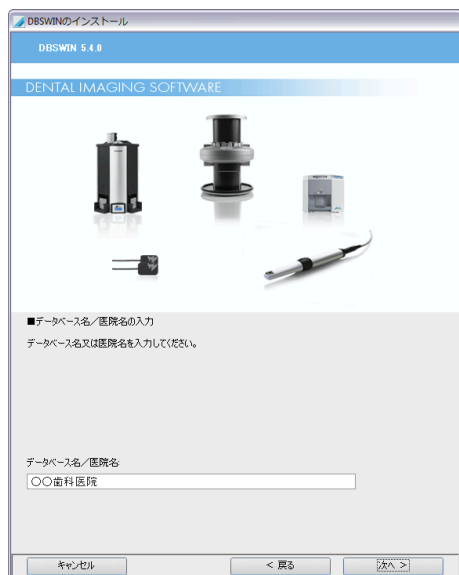 DBSWINのインストール
DBSWIN 5.4.0
DENTAL IMAGING SOFTWARE
■データベース名／医院名の入力
データベース名又は医院名を入力してください。
データベース名／医院名
〇〇歯科医院
キャンセル
< 戻る
次へ >